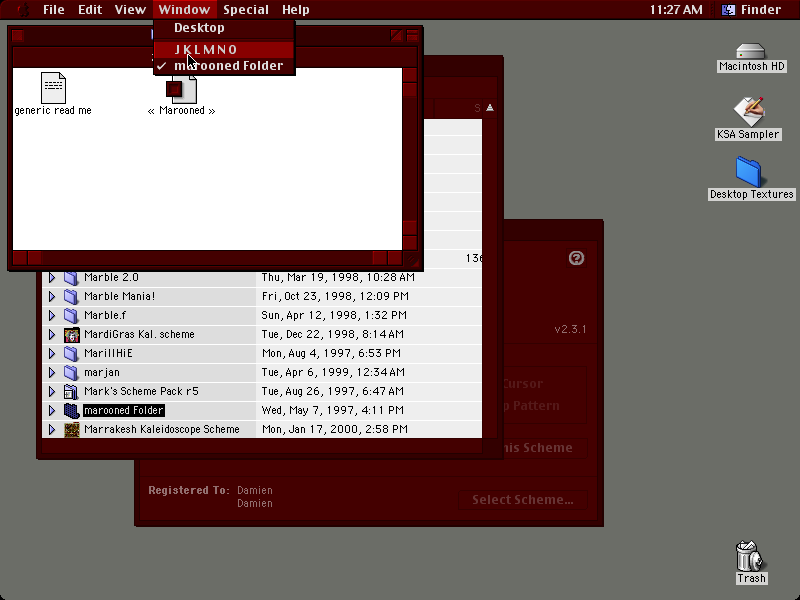 File Edit View Window Special Help 11:27 AM Finder
Desktop
J K L M N O
✓ marooned Folder
generic read me
« Marooned »
Macintosh HD
KSA Sampler
Desktop Textures
S
136
Marble 2.0 Thu, Mar 19, 1998, 10:28 AM
Marble Mania! Fri, Oct 23, 1998, 12:09 PM
Marble.f Sun, Apr 12, 1998, 1:32 PM
MardiGras Kal. scheme Tue, Dec 22, 1998, 8:14 AM
MarillHiE Mon, Aug 4, 1997, 6:53 PM
marjan Tue, Apr 6, 1999, 12:34 AM
Mark's Scheme Pack r5 Tue, Aug 26, 1997, 6:47 AM
marooned Folder Wed, May 7, 1997, 4:11 PM
Marrakesh Kaleidoscope Scheme Mon, Jan 17, 2000, 2:58 PM
?
v2.3.1
Cursor
p Pattern
his Scheme
Registered To: Damien
Damien
Select Scheme...
Trash